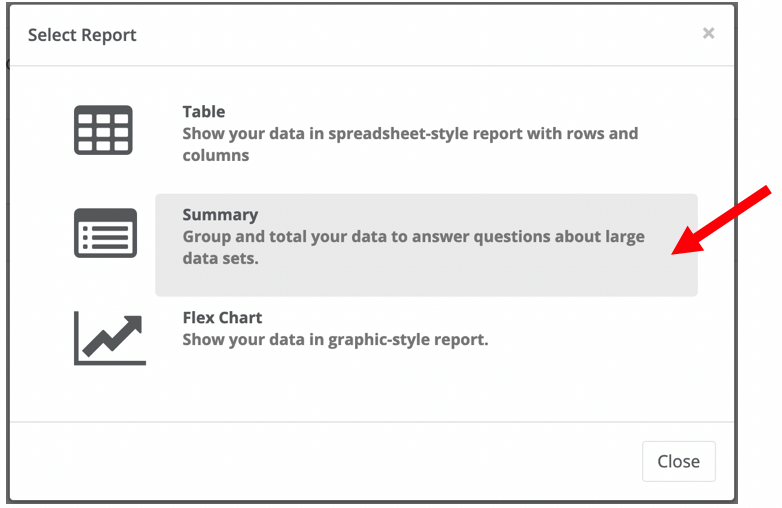 Select Report
×
Table
Show your data in spreadsheet-style report with rows and
columns
Summary
Group and total your data to answer questions about large
data sets.
Flex Chart
Show your data in graphic-style report.
Close